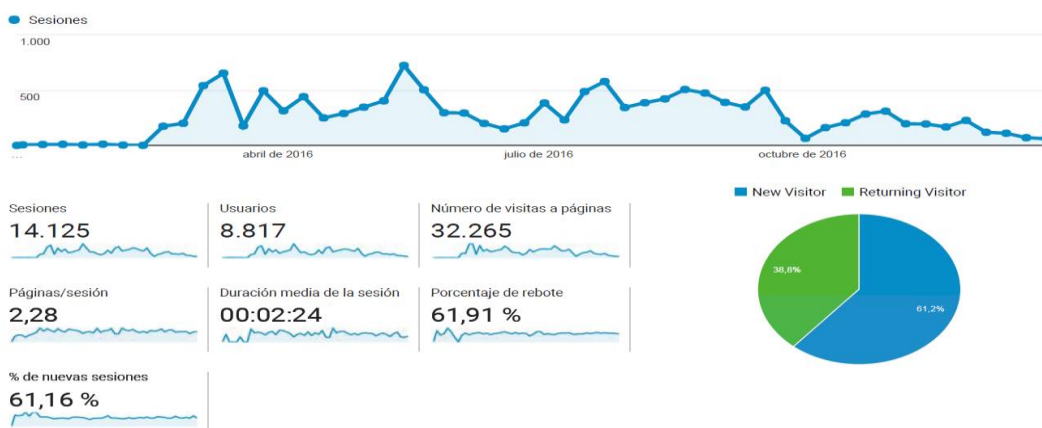 Sesiones
1.000
500
...
abril de 2016
julio de 2016
octubre de 2016
New Visitor
Returning Visitor
Sesiones
14.125
Usuarios
8.817
Número de visitas a páginas
32.265
38,8%
61,2%
Páginas/sesión
2,28
Duración media de la sesión
00:02:24
Porcentaje de rebote
61,91 %
% de nuevas sesiones
61,16 %